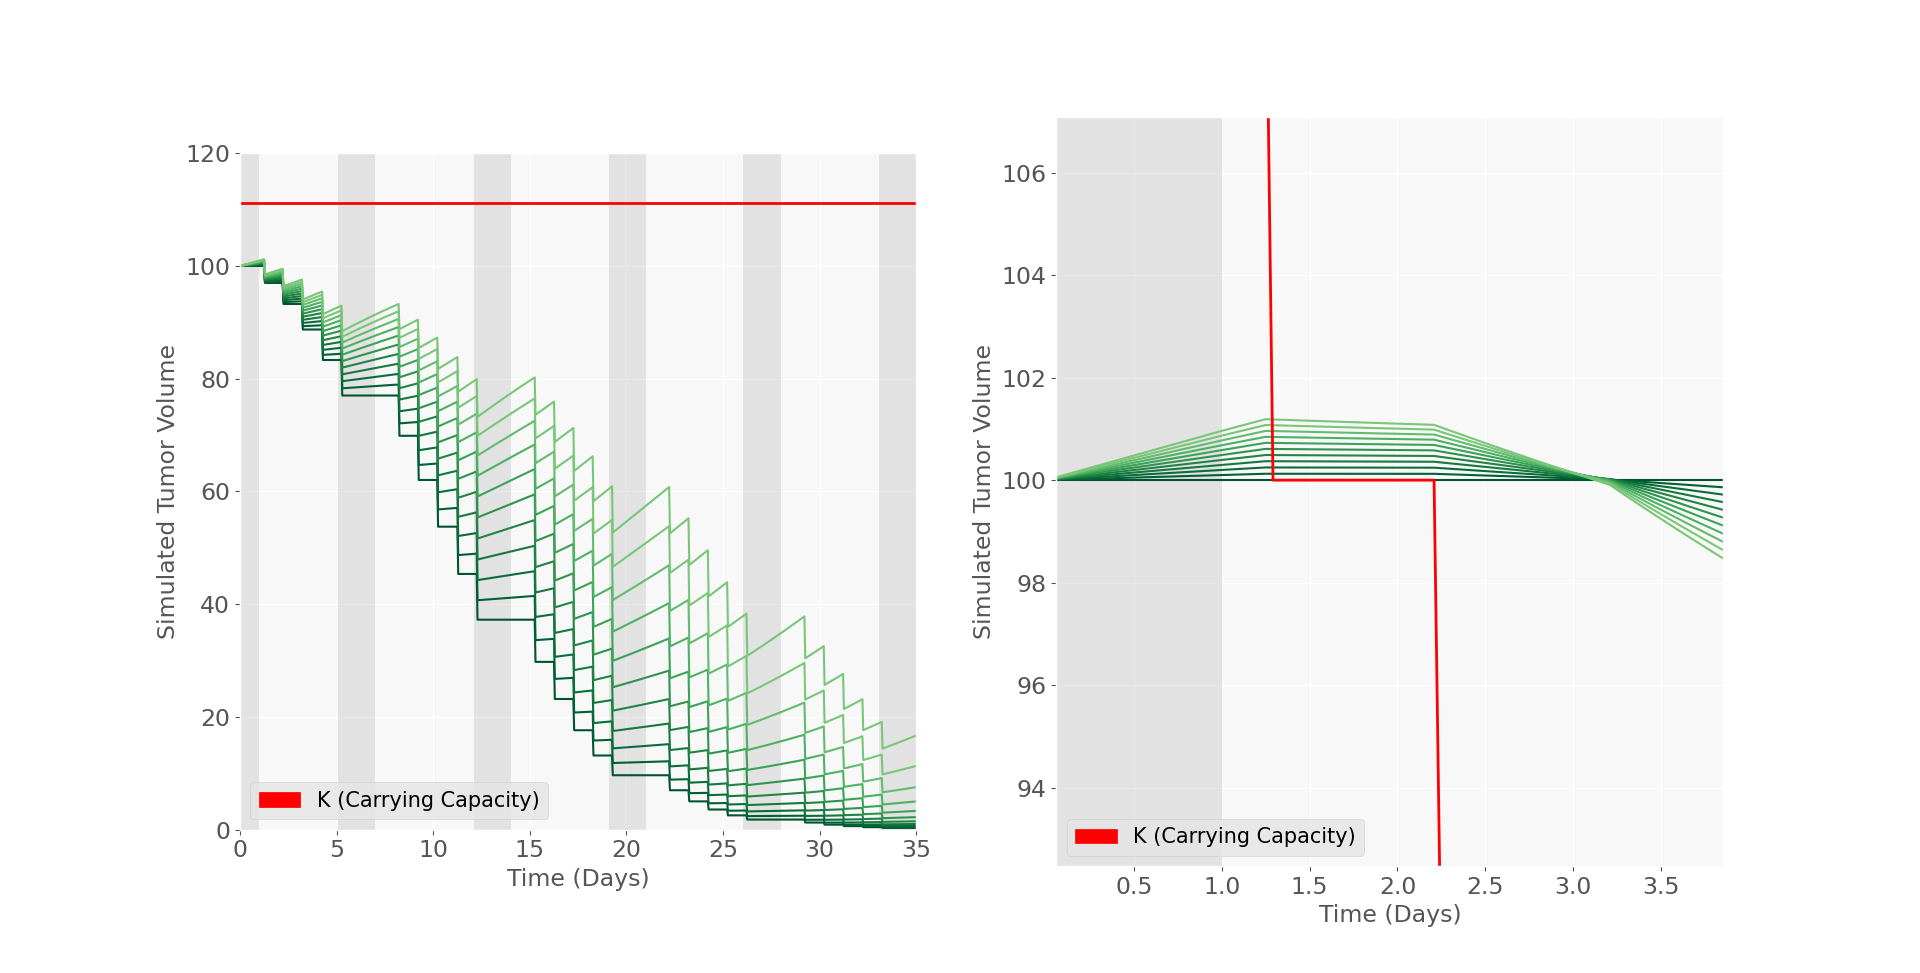 120
100
80
60
40
20
0
Simulated Tumor Volume
K (Carrying Capacity)
0 5 10 15 20 25 30 35
Time (Days)
106
104
102
100
98
96
94
Simulated Tumor Volume
K (Carrying Capacity)
0.5 1.0 1.5 2.0 2.5 3.0 3.5
Time (Days)